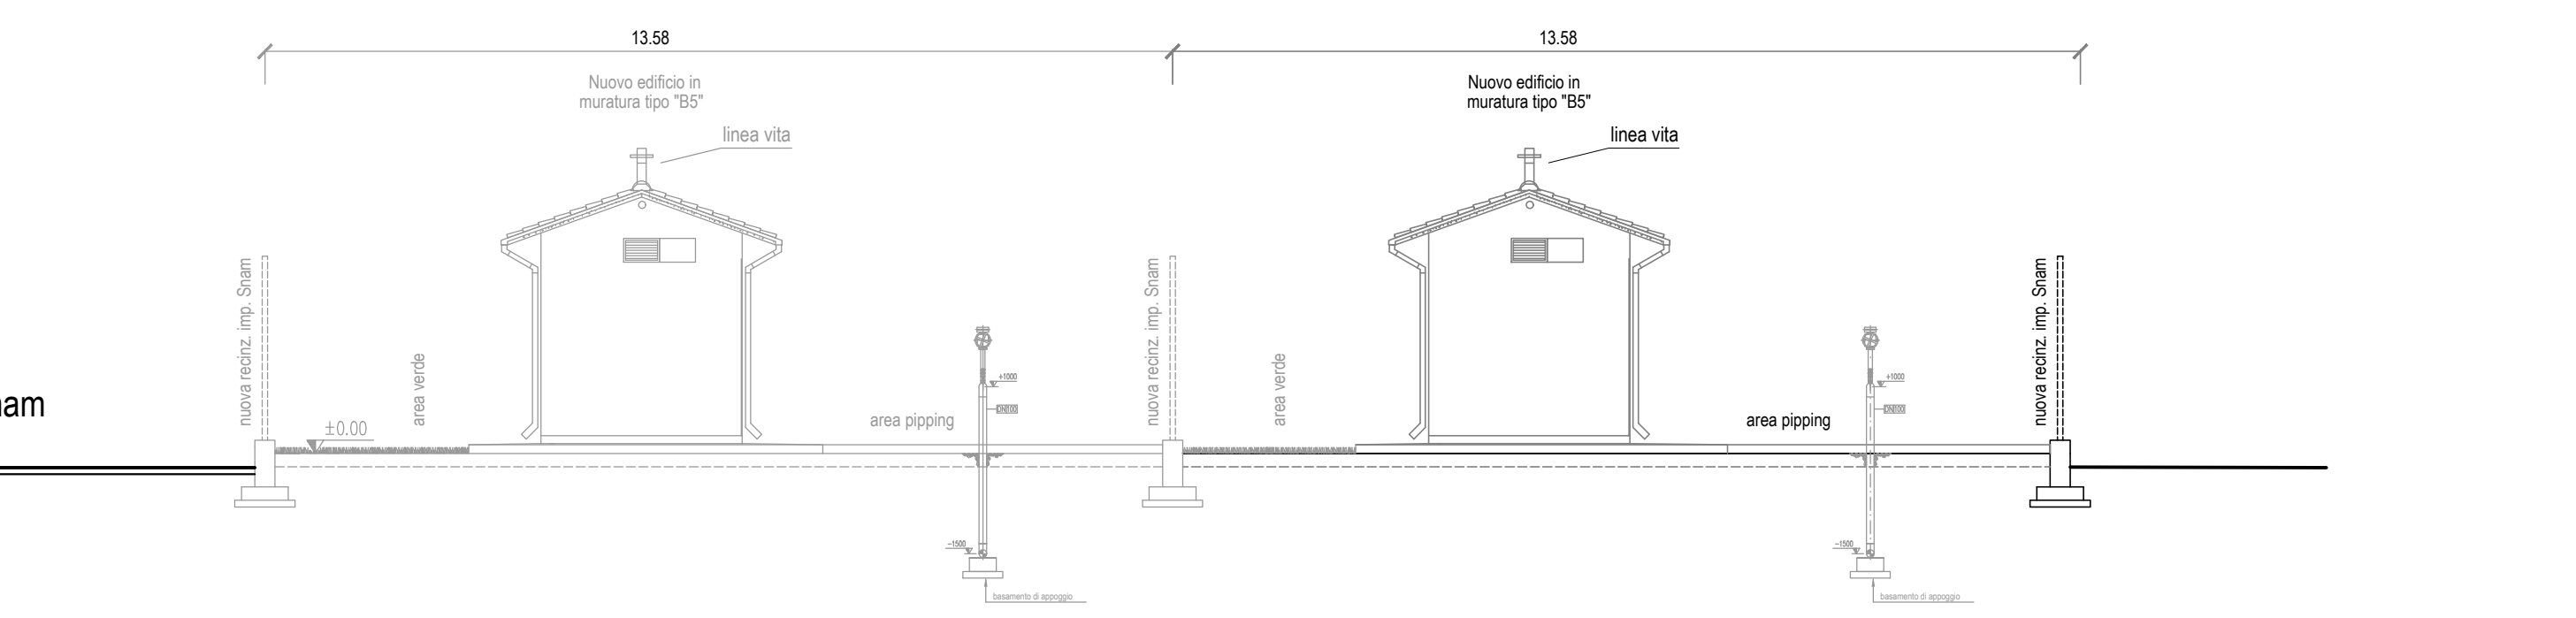 13.58
13.58
Nuovo edificio in
muratura tipo "B5"
Nuovo edificio in
muratura tipo "B5"
linea vita
linea vita
nuova recinz. imp. Snam
area verde
nuova recinz. imp. Snam
area verde
nuova recinz. imp. Snam
+1000
+1000
DN100
DN100
nam
±0.00
area pipping
area pipping
-1500
-1500
basamento di appoggio
basamento di appoggio